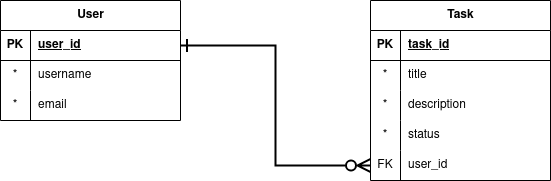 User
PK user_id
* username
* email
Task
PK task_id
* title
* description
* status
FK user_id